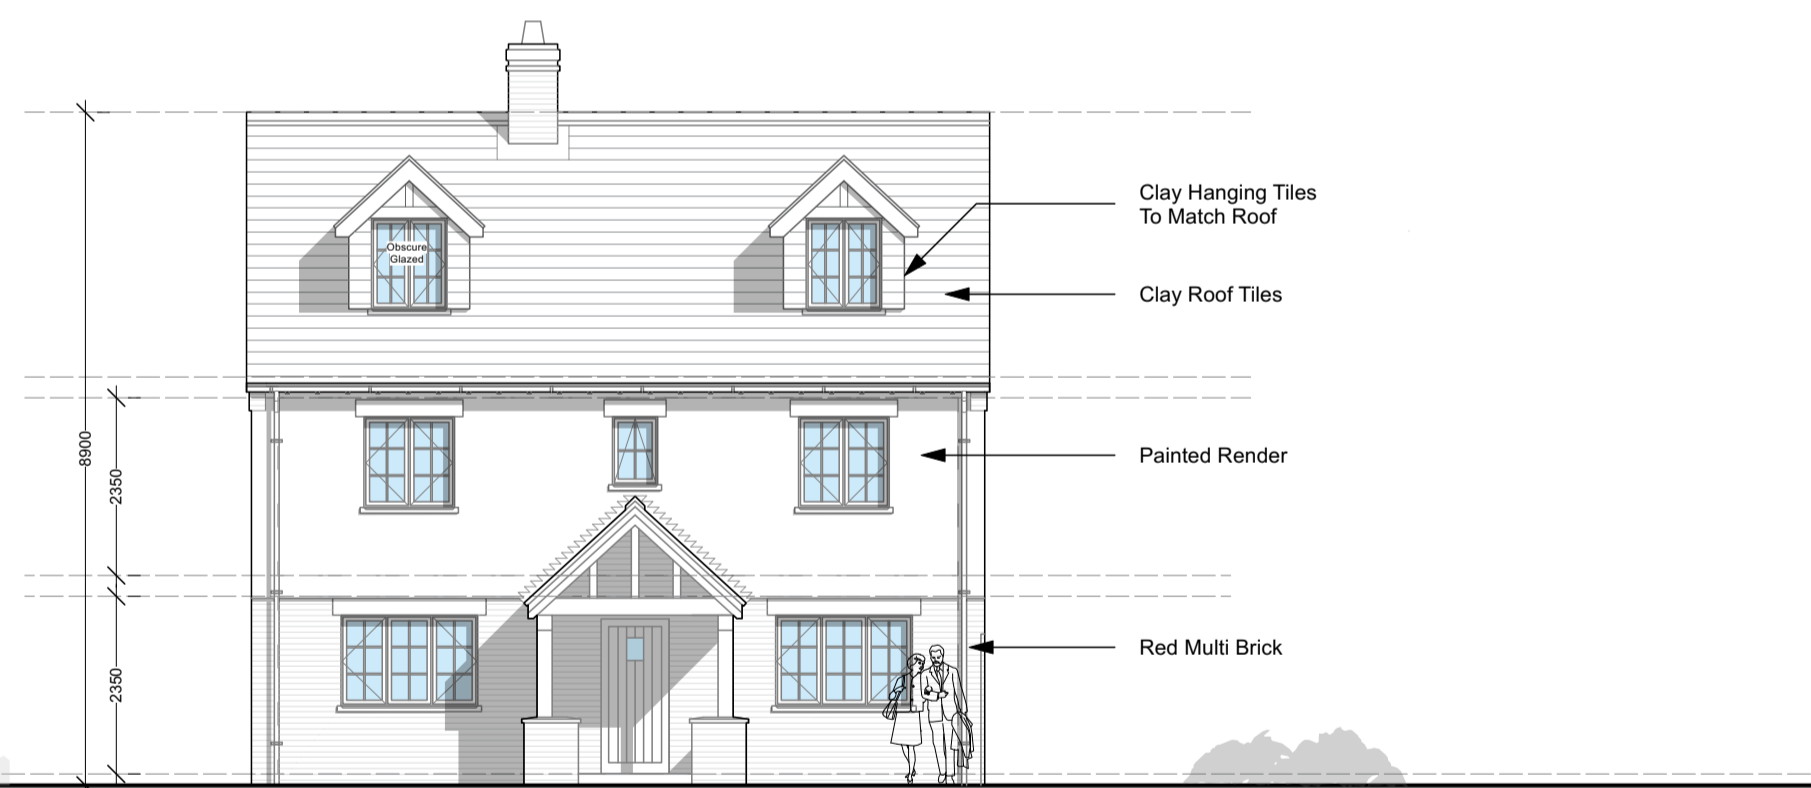 Clay Hanging Tiles
To Match Roof
Obscure
Glazed
Clay Roof Tiles
8900
2350
Painted Render
2350
Red Multi Brick